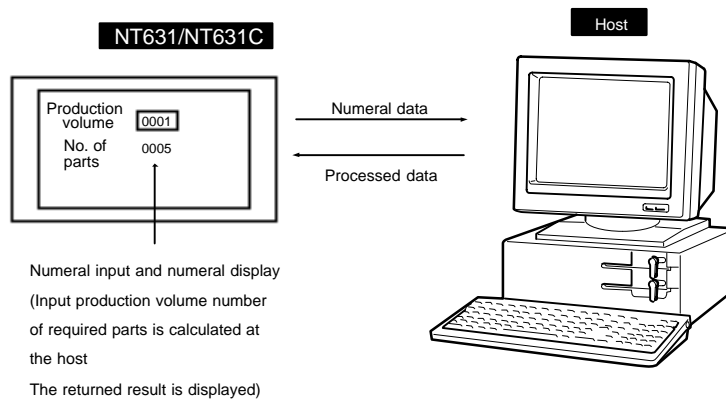 NT631/NT631C
Host
Production
volume
0001
No. of
parts
0005
Numeral data
Processed data
Numeral input and numeral display
(Input production volume number
of required parts is calculated at
the host
The returned result is displayed)